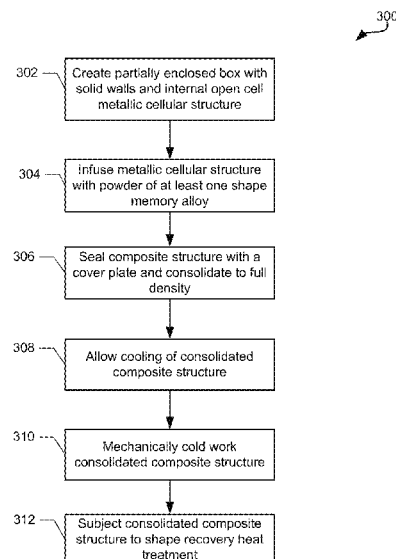 300
302
Create partially enclosed box with
solid walls and internal open cell
metallic cellular structure
304
Infuse metallic cellular structure
with powder of at least one shape
memory alloy
306
Seal composite structure with a
cover plate and consolidate to full
density
308
Allow cooling of consolidated
composite structure
310
Mechanically cold work
consolidated composite structure
312
Subject consolidated composite
structure to shape recovery heat
treatment